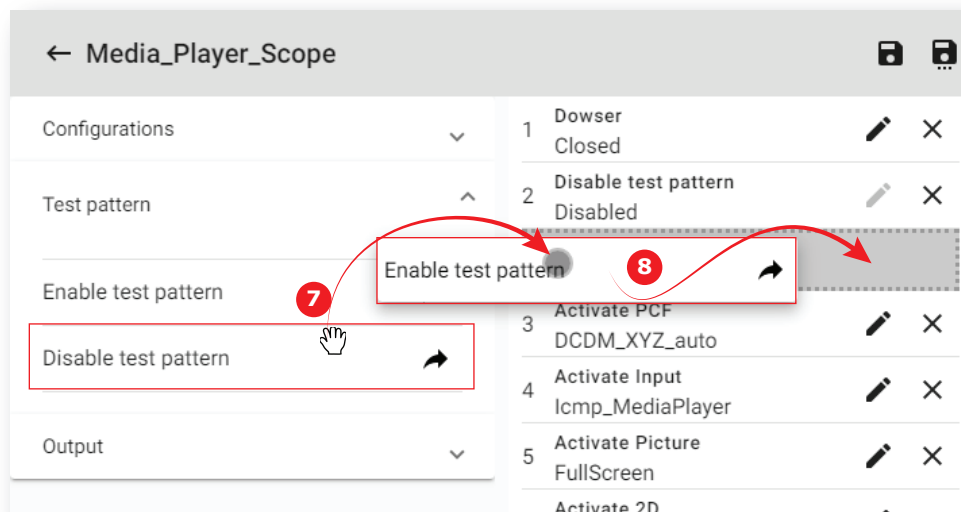 Media_Player_Scope
Configurations
Test pattern
Enable test pattern
Disable test pattern
Output
7
Enable test pattern
8
1
Dowser
Closed
2
Disable test pattern
Disabled
3
Activate PCF
DCDM_XYZ_auto
4
Activate Input
Icmp_MediaPlayer
5
Activate Picture
FullScreen
Activate 2D